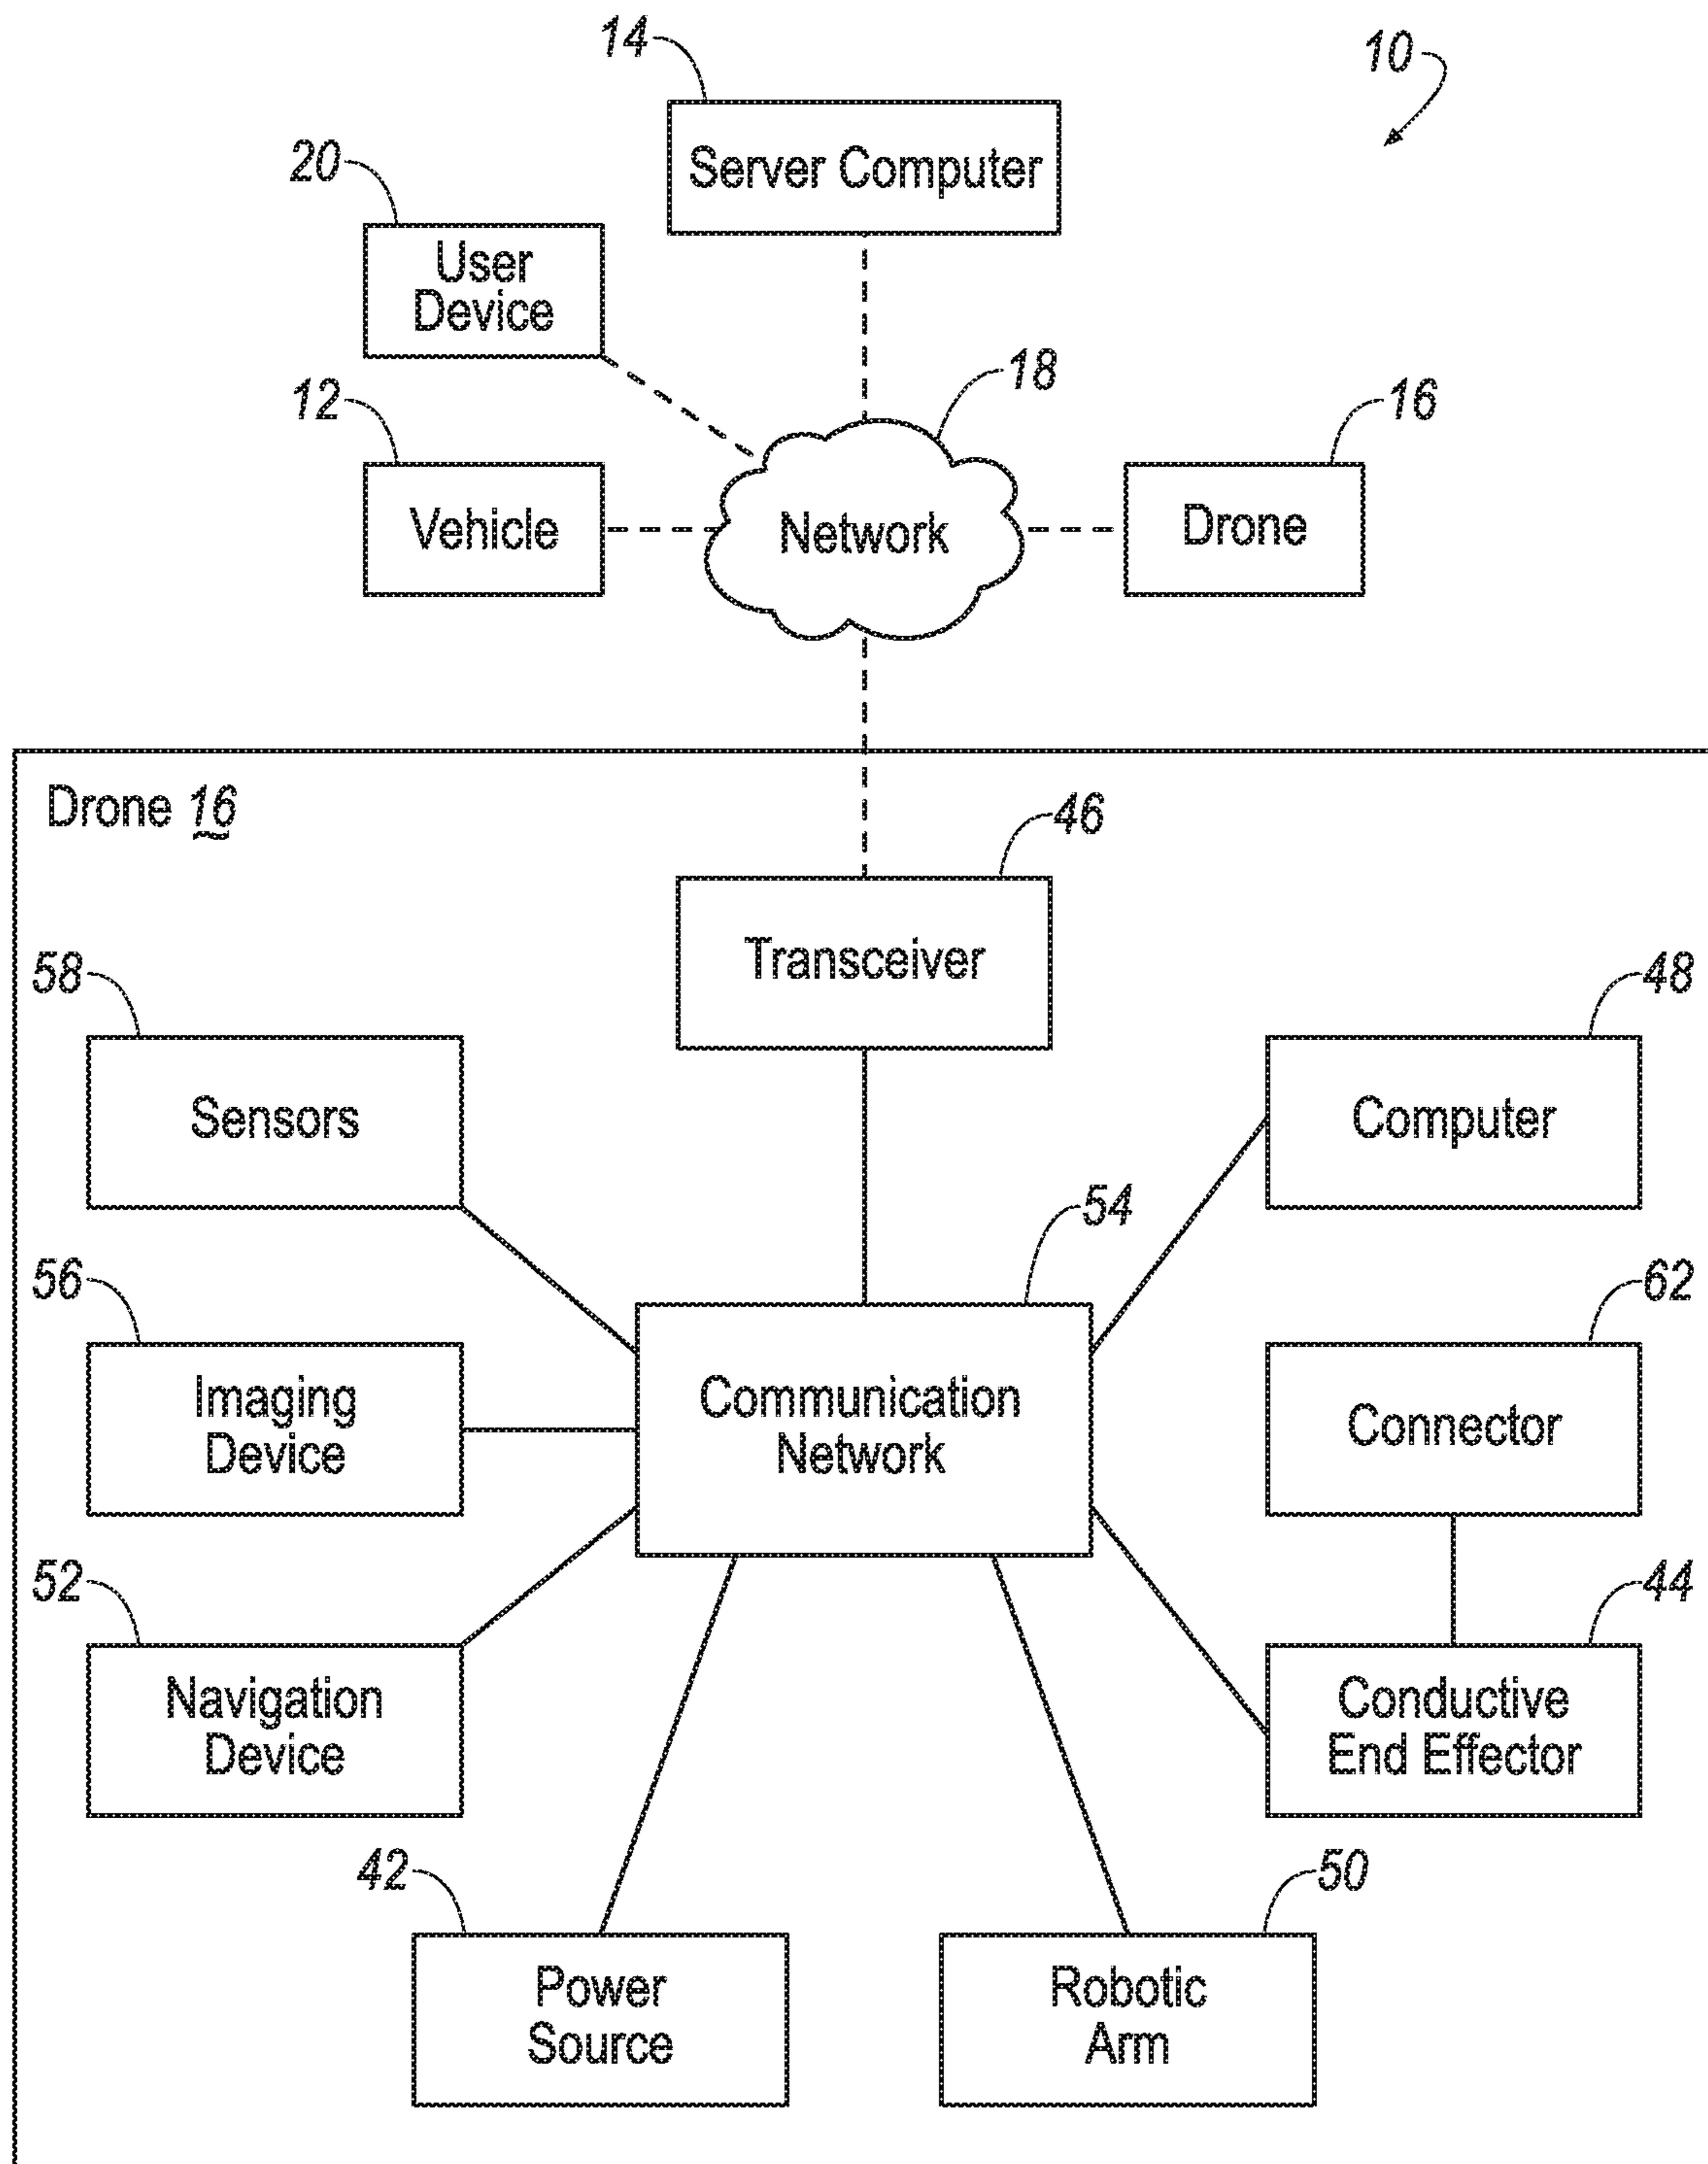 14
10
Server Computer
20
User
Device
18
12
16
Vehicle
Network
Drone
Drone 16
46
Transceiver
58
48
Sensors
Computer
54
56
62
Imaging
Device
Communication
Network
Connector
52
44
Navigation
Device
Conductive
End Effector
42
50
Power
Source
Robotic
Arm